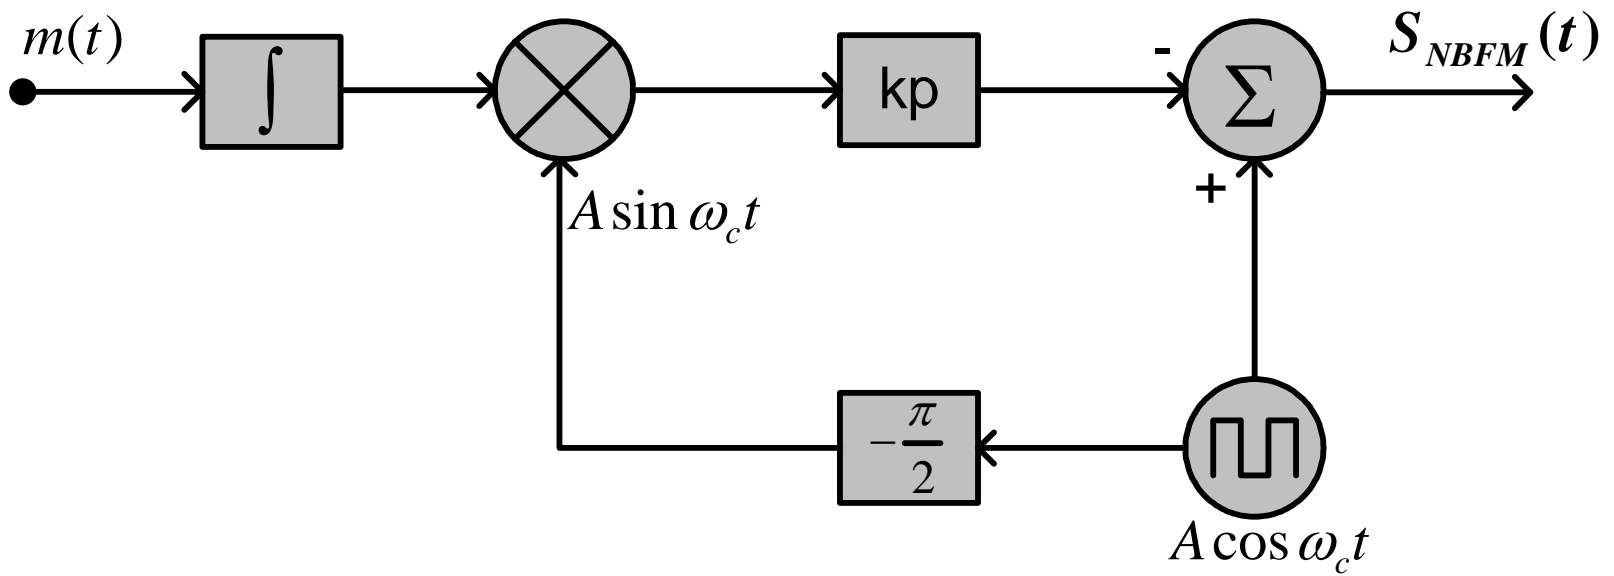 m(t)
∫
kp
-
Σ
S_NBFM (t)
+
A sin ω_c t
−π/2
A cos ω_c t